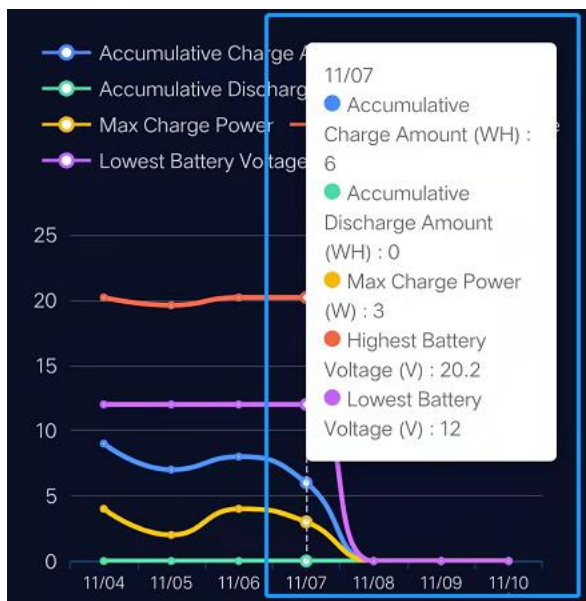 Accumulative Charge A
Accumulative Discharg
Max Charge Power
Lowest Battery Voltage
11/07
Accumulative
Charge Amount (WH) :
6
Accumulative
Discharge Amount
(WH) : 0
Max Charge Power
(W) : 3
Highest Battery
Voltage (V) : 20.2
Lowest Battery
Voltage (V) : 12
25
20
15
10
5
0
11/04 11/05 11/06 11/07 11/08 11/09 11/10